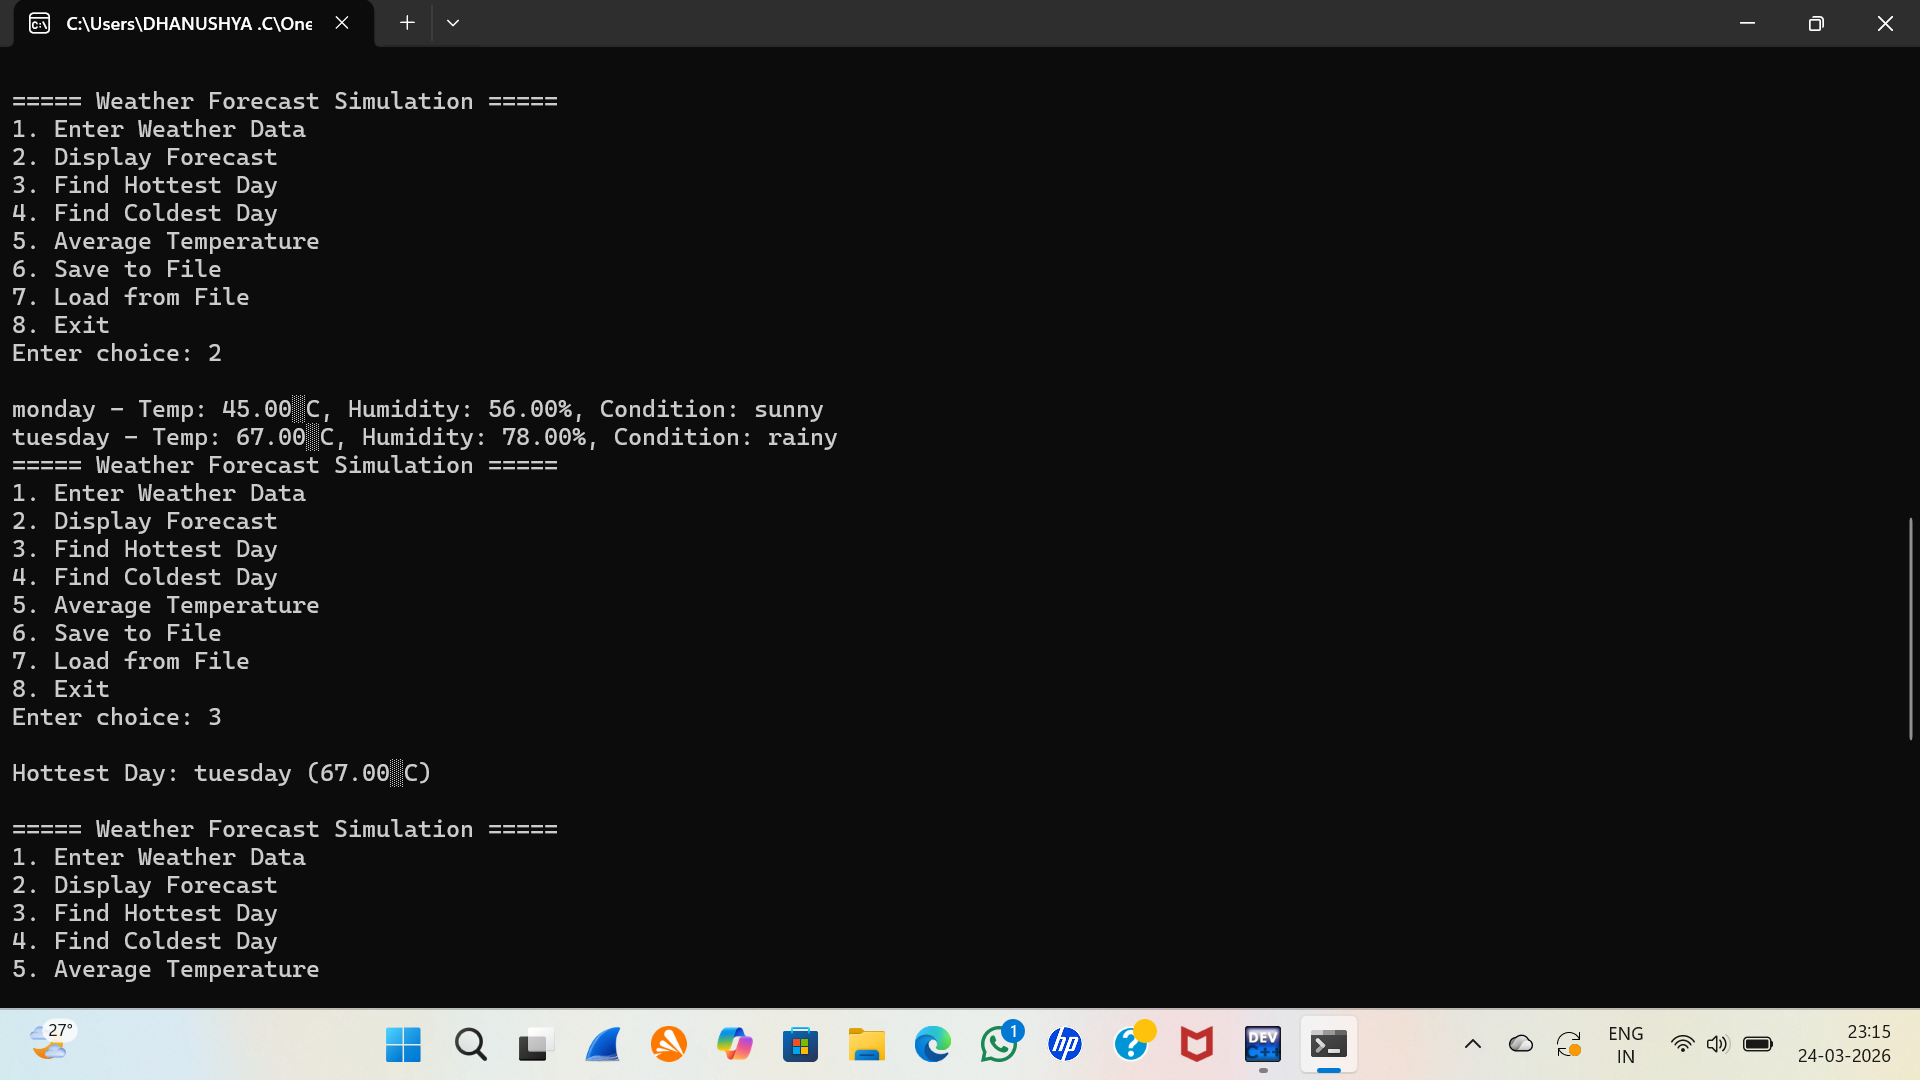 C:\Users\DHANUSHYA .C\One
===== Weather Forecast Simulation =====
1. Enter Weather Data
2. Display Forecast
3. Find Hottest Day
4. Find Coldest Day
5. Average Temperature
6. Save to File
7. Load from File
8. Exit
Enter choice: 2
monday - Temp: 45.00░C, Humidity: 56.00%, Condition: sunny
tuesday - Temp: 67.00░C, Humidity: 78.00%, Condition: rainy
===== Weather Forecast Simulation =====
1. Enter Weather Data
2. Display Forecast
3. Find Hottest Day
4. Find Coldest Day
5. Average Temperature
6. Save to File
7. Load from File
8. Exit
Enter choice: 3
Hottest Day: tuesday (67.00░C)
===== Weather Forecast Simulation =====
1. Enter Weather Data
2. Display Forecast
3. Find Hottest Day
4. Find Coldest Day
5. Average Temperature
27°
1
hp
?
DEV
C++
ENG
IN
23:15
24-03-2026